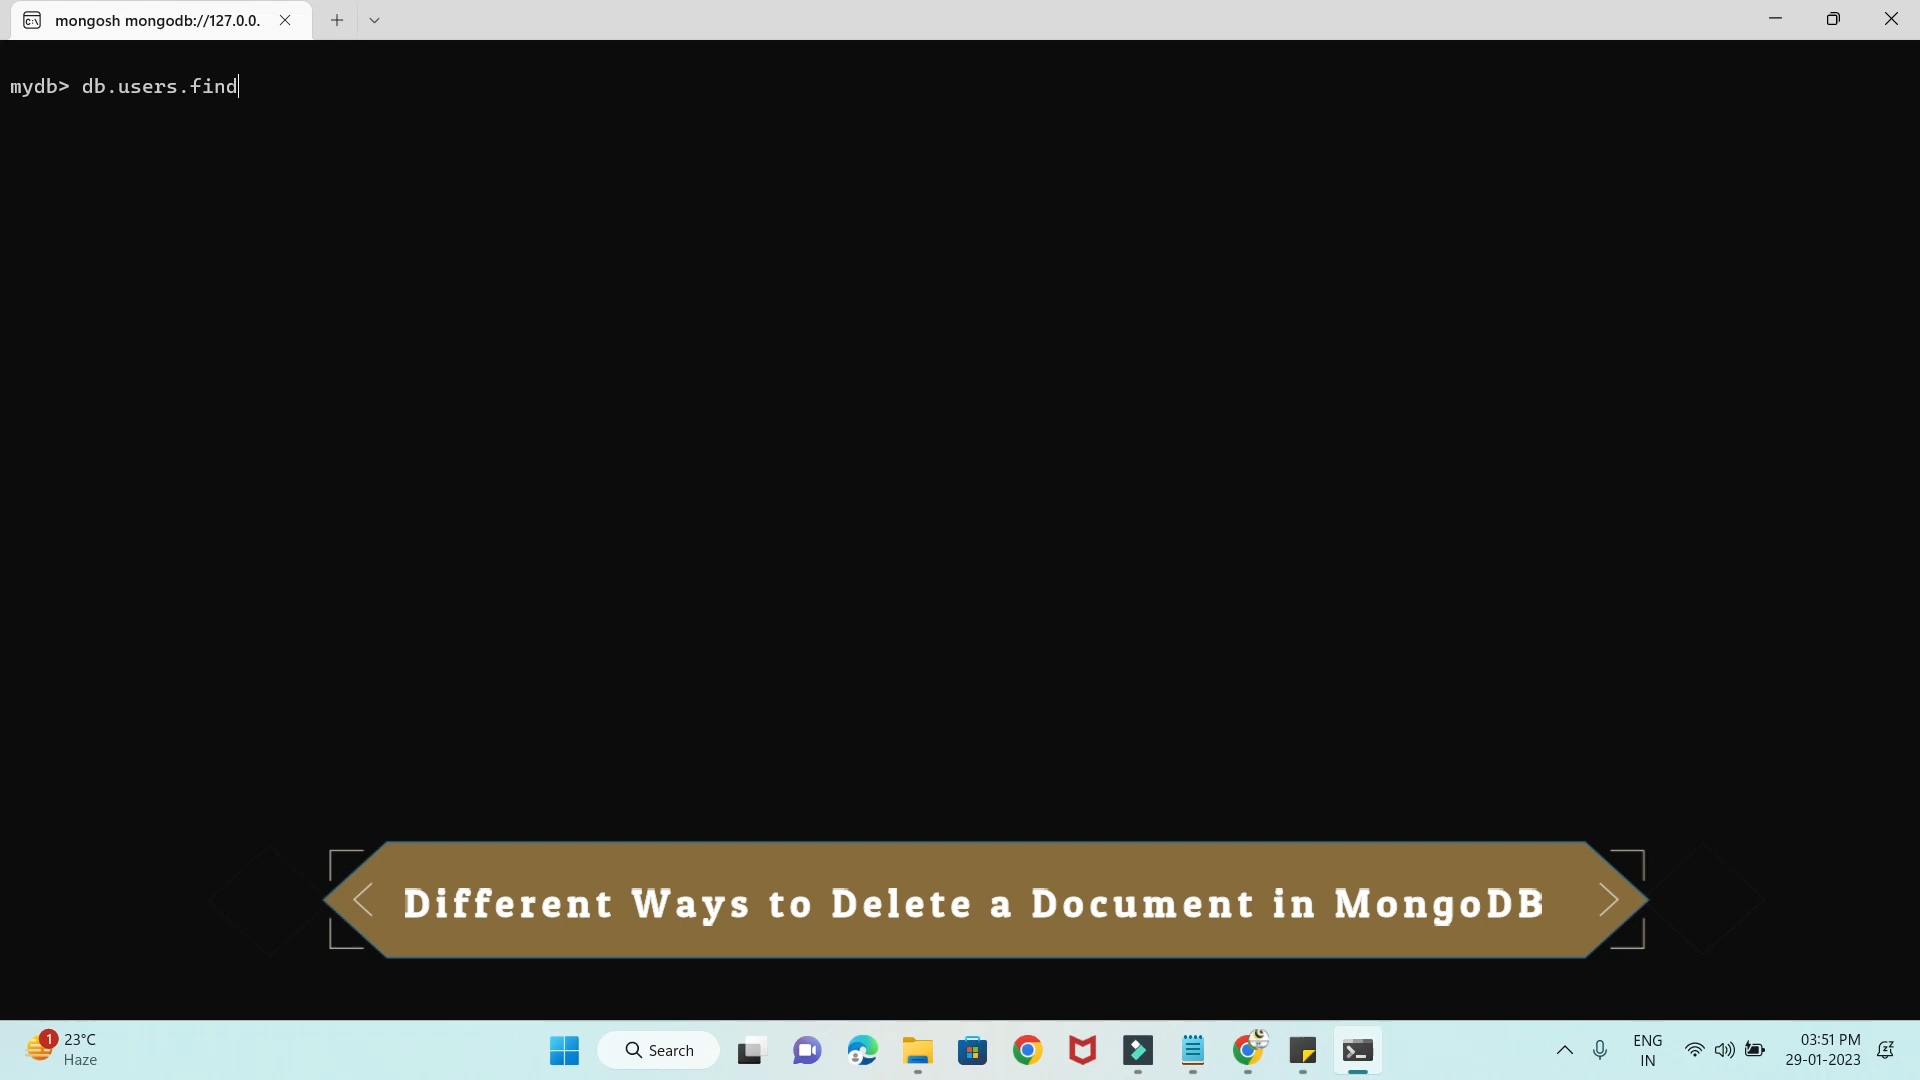 mongosh mongodb://127.0.0.
mydb> db.users.find
Different Ways to Delete a Document in MongoDB
1
23°C
Haze
Search
ENG
IN
03:51 PM
29-01-2023